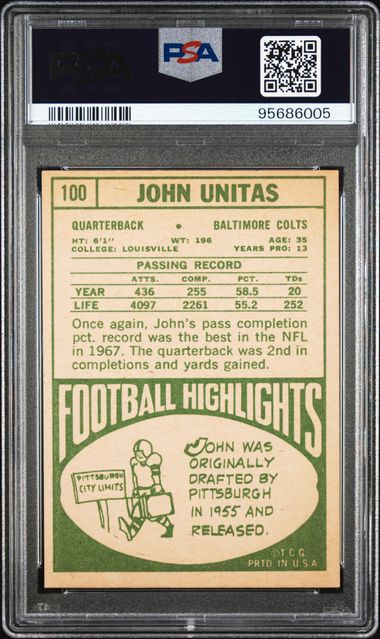 PSA
95686005
100 JOHN UNITAS
QUARTERBACK • BALTIMORE COLTS
HT: 6'1" WT: 196 AGE: 35
COLLEGE: LOUISVILLE YEARS PRO: 13
PASSING RECORD
ATTS. COMP. PCT. TDs
YEAR 436 255 58.5 20
LIFE 4097 2261 55.2 252
Once again, John's pass completion
pct. record was the best in the NFL
in 1967. The quarterback was 2nd in
completions and yards gained.
FOOTBALL HIGHLIGHTS
PITTSBURGH
CITY LIMITS
JOHN WAS
ORIGINALLY
DRAFTED BY
PITTSBURGH
IN 1955 AND
RELEASED.
©T.C.G.
PRTD IN U.S.A